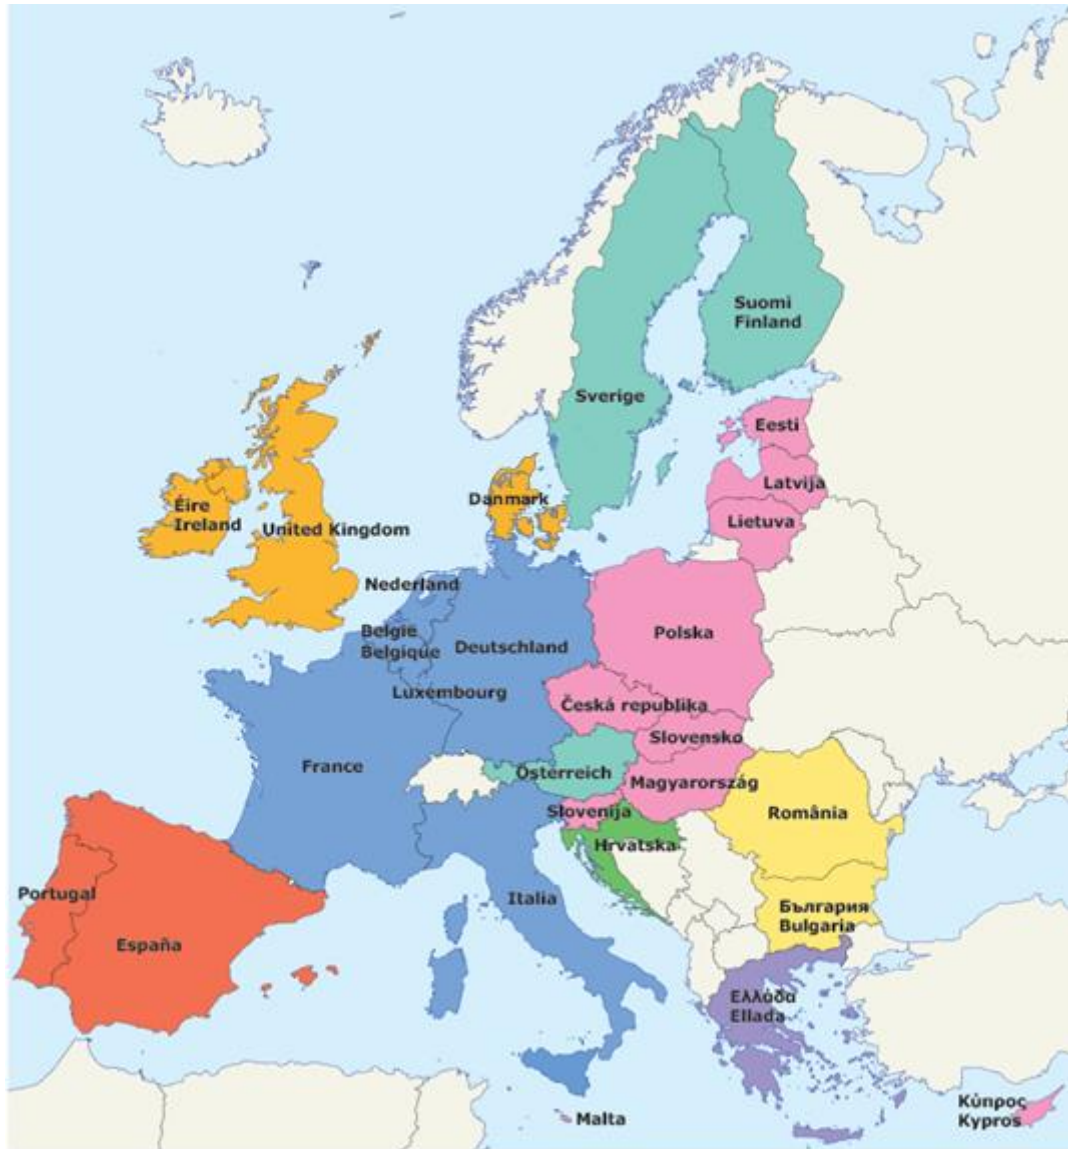 Suomi
Finland
Sverige
Eesti
Latvija
Lietuva
Danmark
Éire
Ireland
United Kingdom
Nederland
België
Belgique
Deutschland
Polska
Luxembourg
Česká republika
Slovensko
France
Österreich
Magyarország
Slovenija
România
Hrvatska
Portugal
Italia
България
Bulgaria
España
Ελλάδα
Ellada
Κύπρος
Kypros
Malta